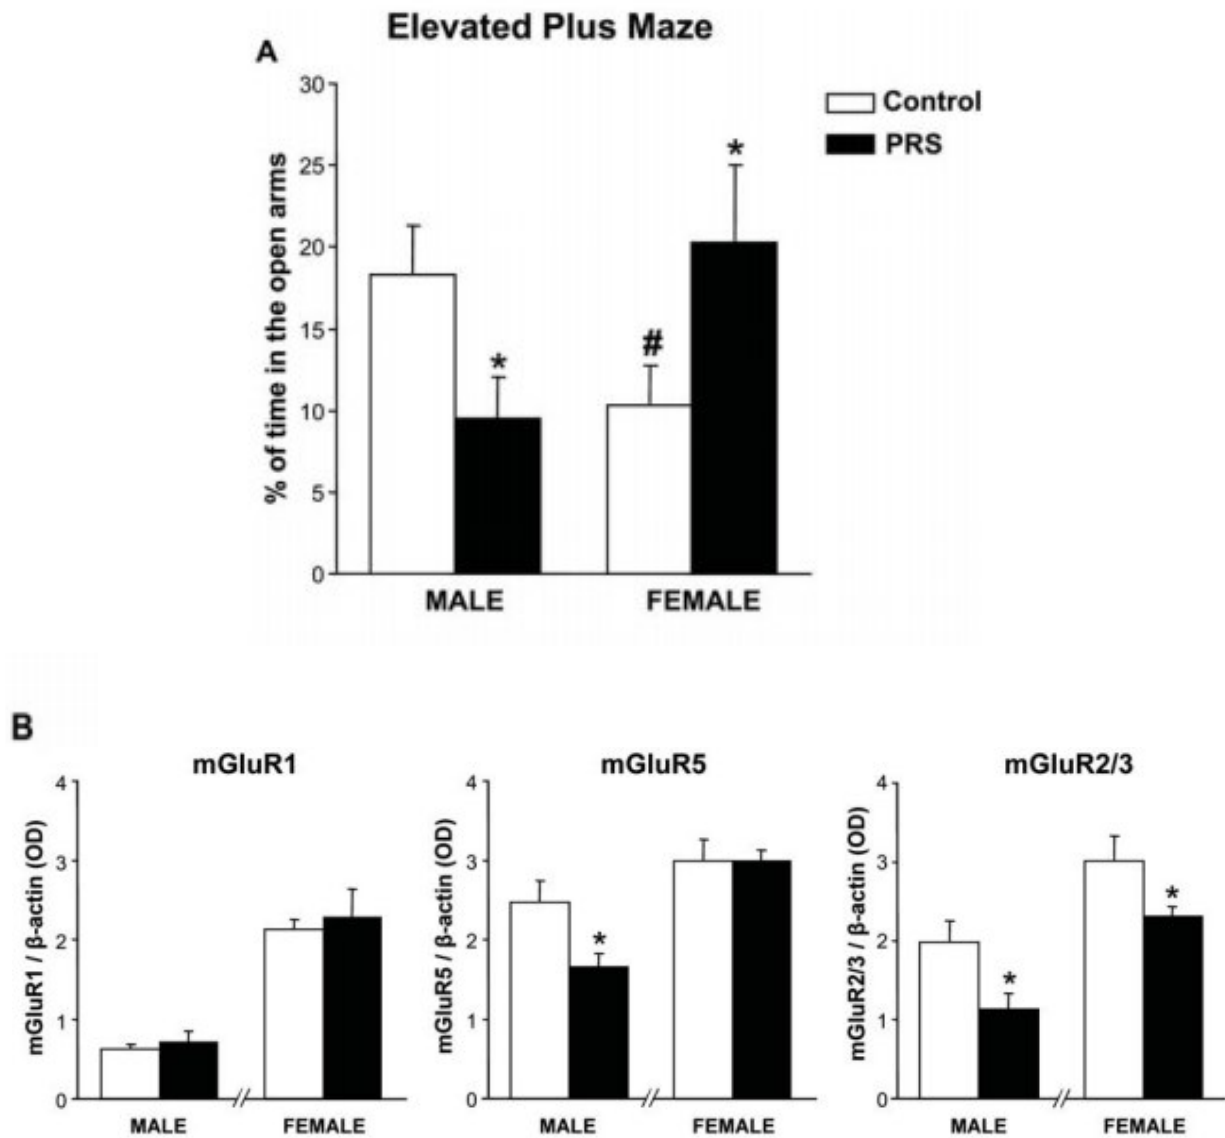 Elevated Plus Maze
A
% of time in the open arms
30
25
20
15
10
5
0
*
#
*
MALE FEMALE
Control
PRS
B
mGluR1
mGluR1 / β-actin (OD)
4
3
2
1
0
MALE // FEMALE
mGluR5
mGluR5 / β-actin (OD)
4
3
2
1
0
*
MALE // FEMALE
mGluR2/3
mGluR2/3 / β-actin (OD)
4
3
2
1
0
*
*
MALE // FEMALE